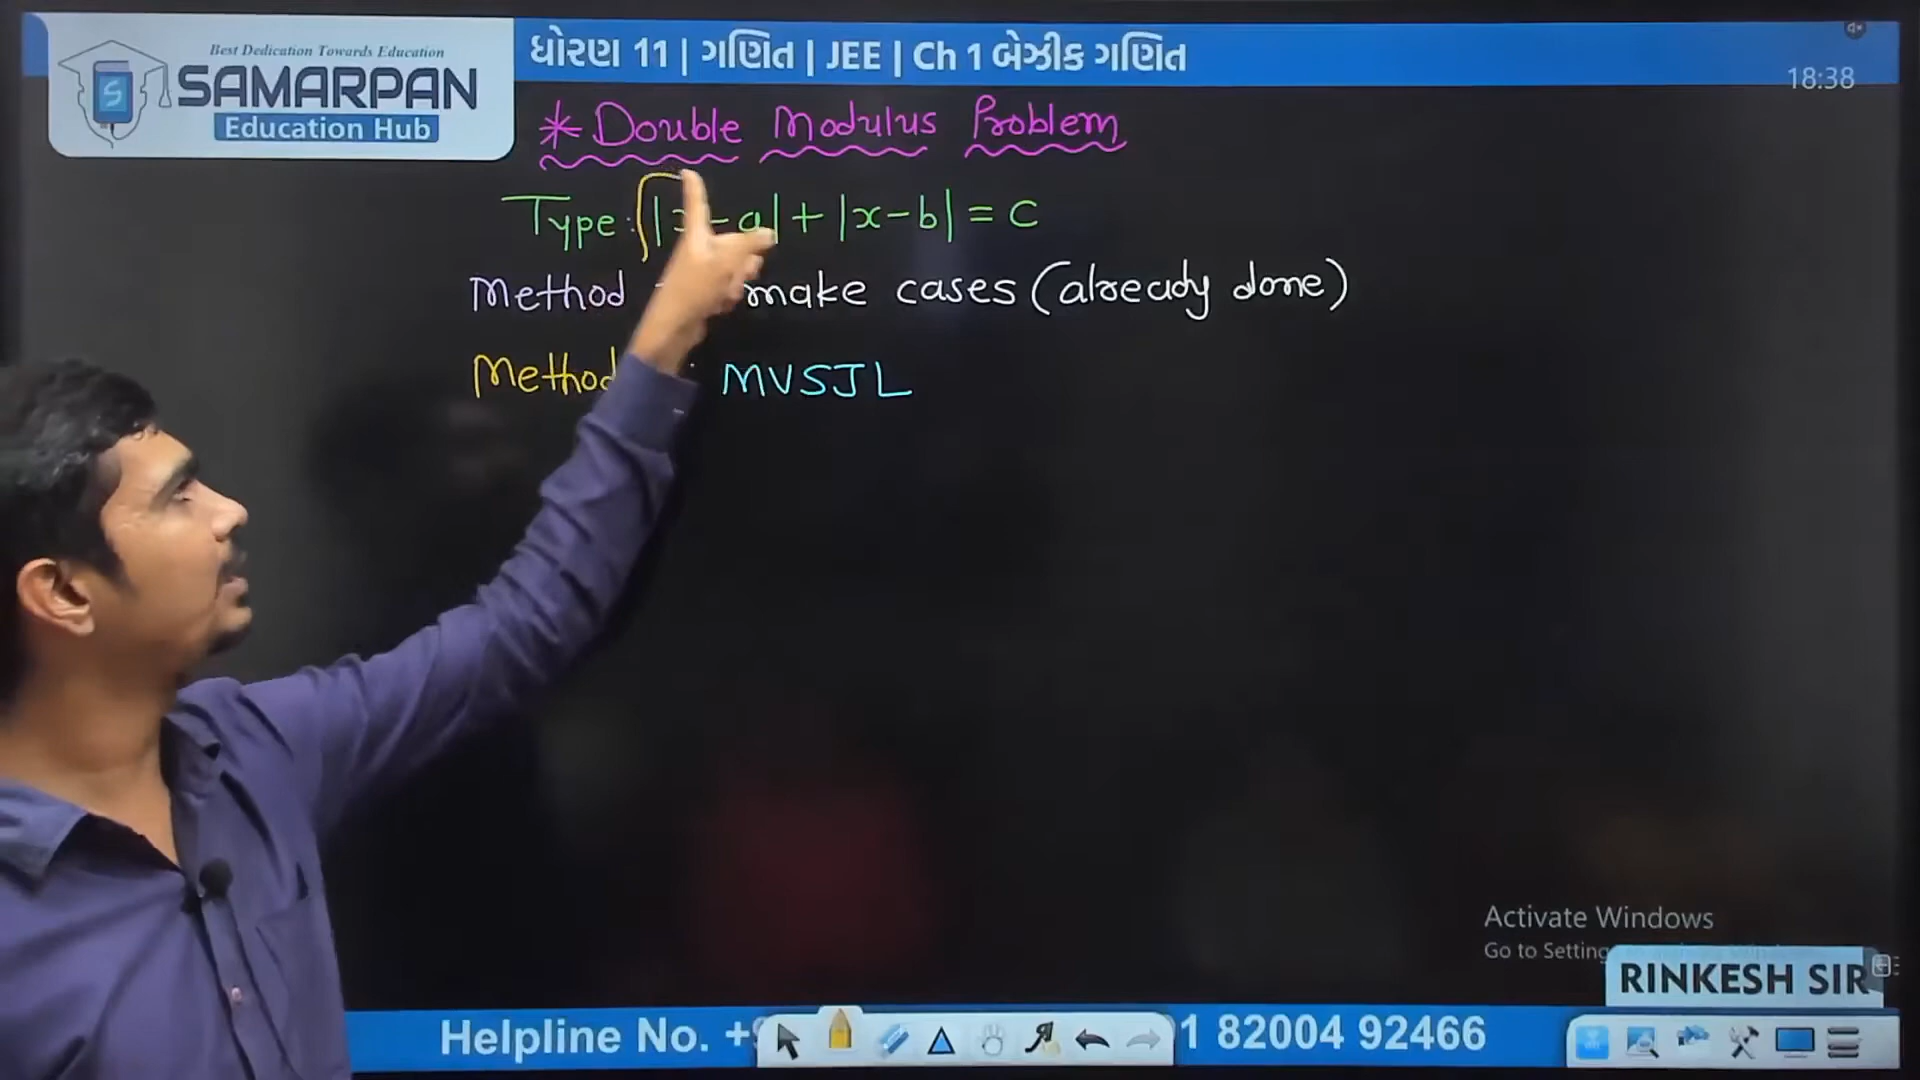 Best Dedication Towards Education
SAMARPAN
Education Hub
ધોરણ 11 | ગણિત | JEE | Ch 1 બેઝીક ગણિત
18:38
* Double Modulus Problem
Type: |x-a| + |x-b| = c
Method make cases (already done)
Method : MVSJL
Activate Windows
Go to Setting
RINKESH SIR
Helpline No. + 1 82004 92466